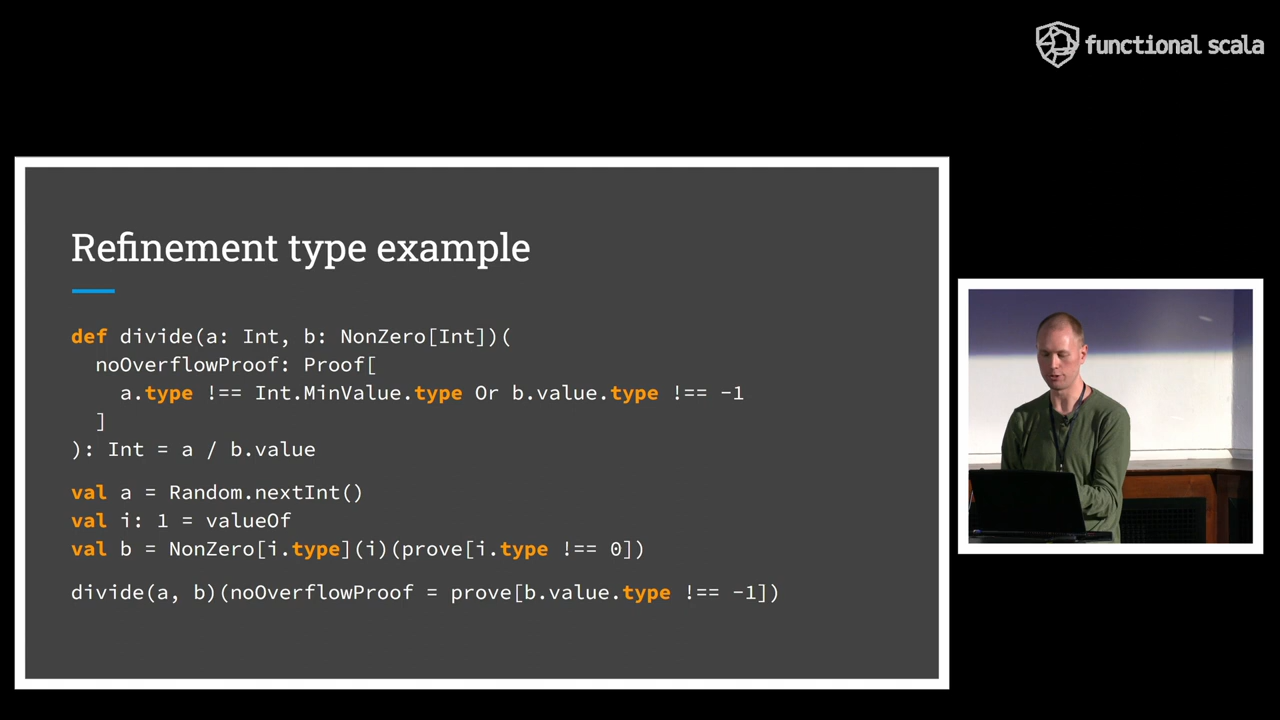 functional scala
Refinement type example
def divide(a: Int, b: NonZero[Int])(
  noOverflowProof: Proof[
    a.type !== Int.MinValue.type Or b.value.type !== -1
  ]
): Int = a / b.value
val a = Random.nextInt()
val i: 1 = valueOf
val b = NonZero[i.type](i)(prove[i.type !== 0])
divide(a, b)(noOverflowProof = prove[b.value.type !== -1])